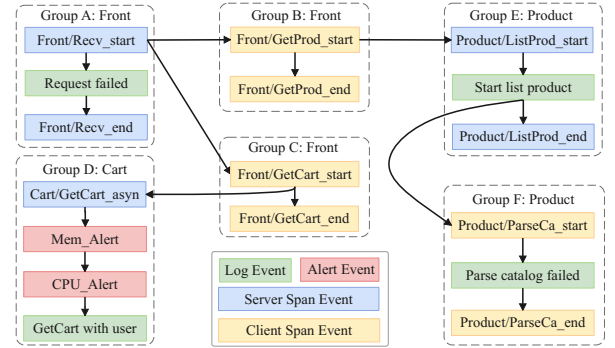 Group A: Front
Front/Recv_start
Request failed
Front/Recv_end
Group B: Front
Front/GetProd_start
Front/GetProd_end
Group E: Product
Product/ListProd_start
Start list product
Product/ListProd_end
Group C: Front
Front/GetCart_start
Front/GetCart_end
Group D: Cart
Cart/GetCart_asyn
Mem_Alert
CPU_Alert
GetCart with user
Group F: Product
Product/ParseCa_start
Parse catalog failed
Product/ParseCa_end
Log Event
Alert Event
Server Span Event
Client Span Event